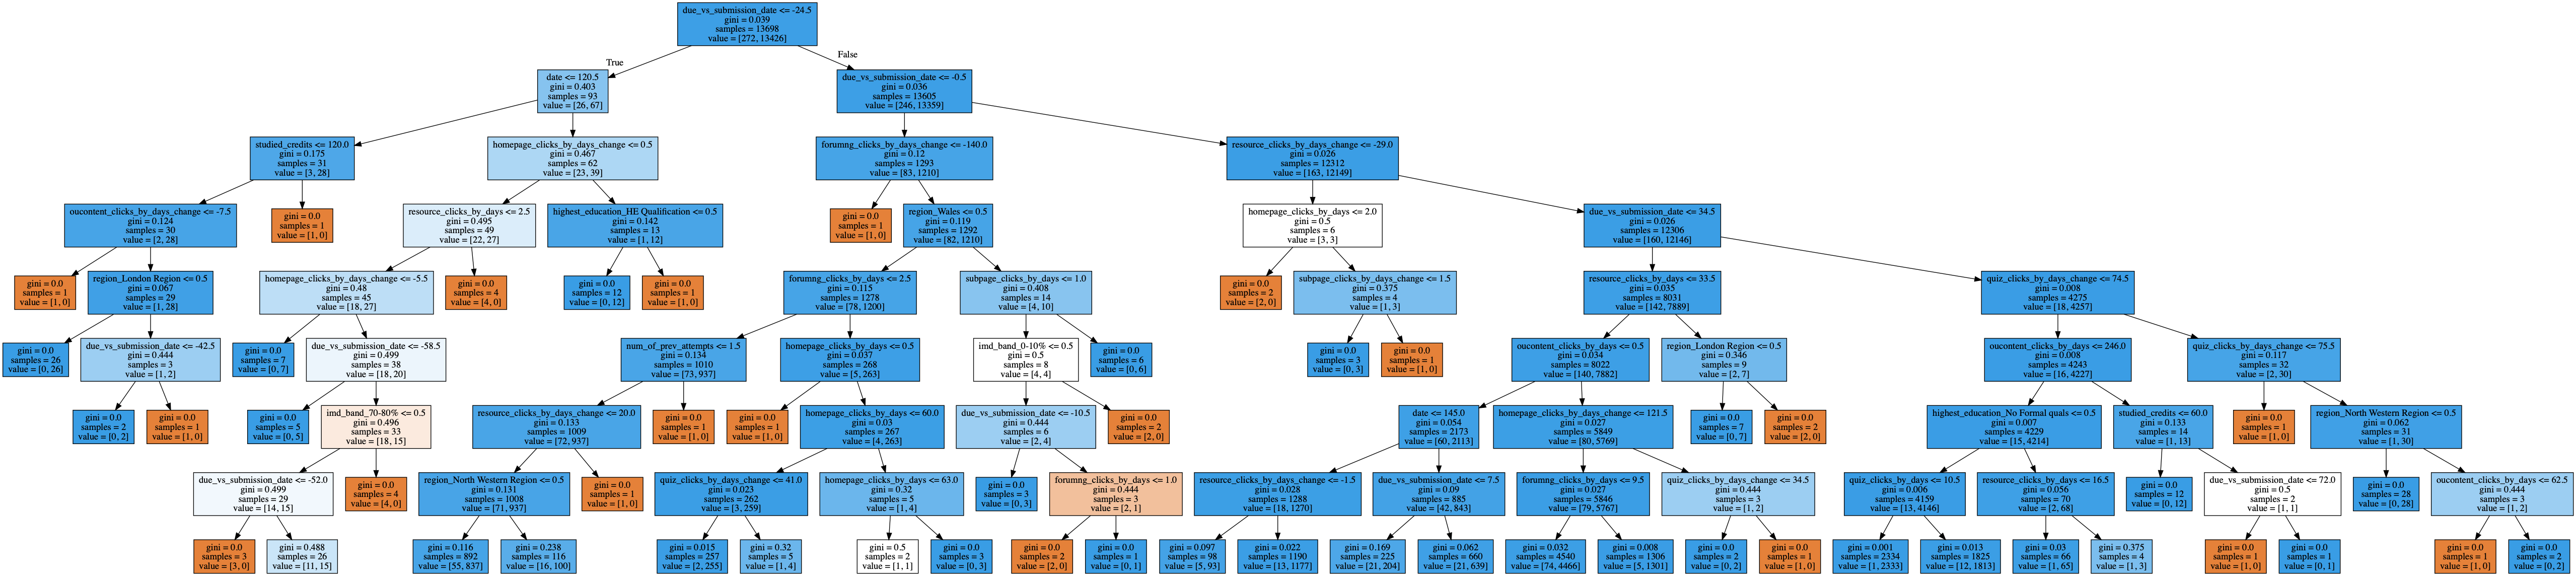 due_vs_submission_date <= -24.5
gini = 0.039
samples = 13698
value = [272, 13426]
True
False
date <= 120.5
gini = 0.403
samples = 93
value = [26, 67]
due_vs_submission_date <= -0.5
gini = 0.036
samples = 13605
value = [246, 13359]
studied_credits <= 120.0
gini = 0.175
samples = 31
value = [3, 28]
homepage_clicks_by_days_change <= 0.5
gini = 0.467
samples = 62
value = [23, 39]
forumng_clicks_by_days_change <= -140.0
gini = 0.12
samples = 1293
value = [83, 1210]
resource_clicks_by_days_change <= -29.0
gini = 0.026
samples = 12312
value = [163, 12149]
oucontent_clicks_by_days_change <= -7.5
gini = 0.124
samples = 30
value = [2, 28]
gini = 0.0
samples = 1
value = [1, 0]
resource_clicks_by_days <= 2.5
gini = 0.495
samples = 49
value = [22, 27]
highest_education_HE Qualification <= 0.5
gini = 0.142
samples = 13
value = [1, 12]
gini = 0.0
samples = 1
value = [1, 0]
region_Wales <= 0.5
gini = 0.119
samples = 1292
value = [82, 1210]
homepage_clicks_by_days <= 2.0
gini = 0.5
samples = 6
value = [3, 3]
due_vs_submission_date <= 34.5
gini = 0.026
samples = 12306
value = [160, 12146]
gini = 0.0
samples = 1
value = [1, 0]
region_London Region <= 0.5
gini = 0.067
samples = 29
value = [1, 28]
homepage_clicks_by_days_change <= -5.5
gini = 0.48
samples = 45
value = [18, 27]
gini = 0.0
samples = 4
value = [4, 0]
gini = 0.0
samples = 12
value = [0, 12]
gini = 0.0
samples = 1
value = [1, 0]
forumng_clicks_by_days <= 2.5
gini = 0.115
samples = 1278
value = [78, 1200]
subpage_clicks_by_days <= 1.0
gini = 0.408
samples = 14
value = [4, 10]
gini = 0.0
samples = 2
value = [2, 0]
subpage_clicks_by_days_change <= 1.5
gini = 0.375
samples = 4
value = [1, 3]
resource_clicks_by_days <= 33.5
gini = 0.035
samples = 8031
value = [142, 7889]
quiz_clicks_by_days_change <= 74.5
gini = 0.008
samples = 4275
value = [18, 4257]
gini = 0.0
samples = 26
value = [0, 26]
due_vs_submission_date <= -42.5
gini = 0.444
samples = 3
value = [1, 2]
gini = 0.0
samples = 7
value = [0, 7]
due_vs_submission_date <= -58.5
gini = 0.499
samples = 38
value = [18, 20]
num_of_prev_attempts <= 1.5
gini = 0.134
samples = 1010
value = [73, 937]
homepage_clicks_by_days <= 0.5
gini = 0.037
samples = 268
value = [5, 263]
imd_band_0-10% <= 0.5
gini = 0.5
samples = 8
value = [4, 4]
gini = 0.0
samples = 6
value = [0, 6]
gini = 0.0
samples = 3
value = [0, 3]
gini = 0.0
samples = 1
value = [1, 0]
oucontent_clicks_by_days <= 0.5
gini = 0.034
samples = 8022
value = [140, 7882]
region_London Region <= 0.5
gini = 0.346
samples = 9
value = [2, 7]
oucontent_clicks_by_days <= 246.0
gini = 0.008
samples = 4243
value = [16, 4227]
quiz_clicks_by_days_change <= 75.5
gini = 0.117
samples = 32
value = [2, 30]
gini = 0.0
samples = 2
value = [0, 2]
gini = 0.0
samples = 1
value = [1, 0]
gini = 0.0
samples = 5
value = [0, 5]
imd_band_70-80% <= 0.5
gini = 0.496
samples = 33
value = [18, 15]
resource_clicks_by_days_change <= 20.0
gini = 0.133
samples = 1009
value = [72, 937]
gini = 0.0
samples = 1
value = [1, 0]
gini = 0.0
samples = 1
value = [1, 0]
homepage_clicks_by_days <= 60.0
gini = 0.03
samples = 267
value = [4, 263]
due_vs_submission_date <= -10.5
gini = 0.444
samples = 6
value = [2, 4]
gini = 0.0
samples = 2
value = [2, 0]
date <= 145.0
gini = 0.054
samples = 2173
value = [60, 2113]
homepage_clicks_by_days_change <= 121.5
gini = 0.027
samples = 5849
value = [80, 5769]
gini = 0.0
samples = 7
value = [0, 7]
gini = 0.0
samples = 2
value = [2, 0]
highest_education_No Formal quals <= 0.5
gini = 0.007
samples = 4229
value = [15, 4214]
studied_credits <= 60.0
gini = 0.133
samples = 14
value = [1, 13]
gini = 0.0
samples = 1
value = [1, 0]
region_North Western Region <= 0.5
gini = 0.062
samples = 31
value = [1, 30]
due_vs_submission_date <= -52.0
gini = 0.499
samples = 29
value = [14, 15]
gini = 0.0
samples = 4
value = [4, 0]
region_North Western Region <= 0.5
gini = 0.131
samples = 1008
value = [71, 937]
gini = 0.0
samples = 1
value = [1, 0]
quiz_clicks_by_days_change <= 41.0
gini = 0.023
samples = 262
value = [3, 259]
homepage_clicks_by_days <= 63.0
gini = 0.32
samples = 5
value = [1, 4]
gini = 0.0
samples = 3
value = [0, 3]
forumng_clicks_by_days <= 1.0
gini = 0.444
samples = 3
value = [2, 1]
resource_clicks_by_days_change <= -1.5
gini = 0.028
samples = 1288
value = [18, 1270]
due_vs_submission_date <= 7.5
gini = 0.09
samples = 885
value = [42, 843]
forumng_clicks_by_days <= 9.5
gini = 0.027
samples = 5846
value = [79, 5767]
quiz_clicks_by_days_change <= 34.5
gini = 0.444
samples = 3
value = [1, 2]
quiz_clicks_by_days <= 10.5
gini = 0.006
samples = 4159
value = [13, 4146]
resource_clicks_by_days <= 16.5
gini = 0.056
samples = 70
value = [2, 68]
gini = 0.0
samples = 12
value = [0, 12]
due_vs_submission_date <= 72.0
gini = 0.5
samples = 2
value = [1, 1]
gini = 0.0
samples = 28
value = [0, 28]
oucontent_clicks_by_days <= 62.5
gini = 0.444
samples = 3
value = [1, 2]
gini = 0.0
samples = 3
value = [3, 0]
gini = 0.488
samples = 26
value = [11, 15]
gini = 0.116
samples = 892
value = [55, 837]
gini = 0.238
samples = 116
value = [16, 100]
gini = 0.015
samples = 257
value = [2, 255]
gini = 0.32
samples = 5
value = [1, 4]
gini = 0.5
samples = 2
value = [1, 1]
gini = 0.0
samples = 3
value = [0, 3]
gini = 0.0
samples = 2
value = [2, 0]
gini = 0.0
samples = 1
value = [0, 1]
gini = 0.097
samples = 98
value = [5, 93]
gini = 0.022
samples = 1190
value = [13, 1177]
gini = 0.169
samples = 225
value = [21, 204]
gini = 0.062
samples = 660
value = [21, 639]
gini = 0.032
samples = 4540
value = [74, 4466]
gini = 0.008
samples = 1306
value = [5, 1301]
gini = 0.0
samples = 2
value = [0, 2]
gini = 0.0
samples = 1
value = [1, 0]
gini = 0.001
samples = 2334
value = [1, 2333]
gini = 0.013
samples = 1825
value = [12, 1813]
gini = 0.03
samples = 66
value = [1, 65]
gini = 0.375
samples = 4
value = [1, 3]
gini = 0.0
samples = 1
value = [1, 0]
gini = 0.0
samples = 1
value = [0, 1]
gini = 0.0
samples = 1
value = [1, 0]
gini = 0.0
samples = 2
value = [0, 2]